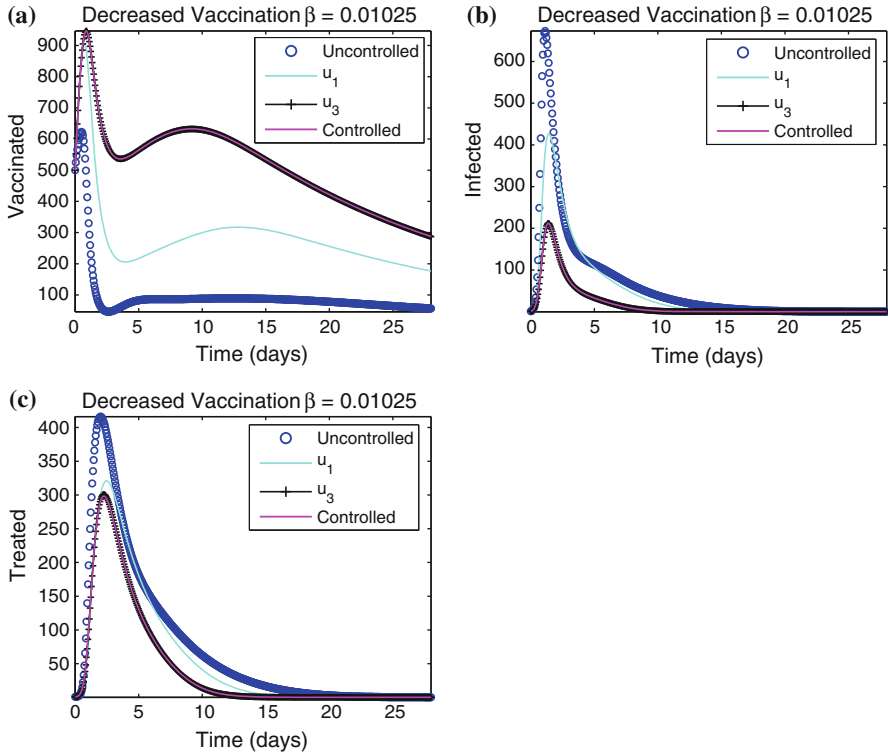 (a)
Decreased Vaccination β = 0.01025
900
800
700
600
500
400
300
200
100
Vaccinated
0 5 10 15 20 25
Time (days)
Uncontrolled
u1
u3
Controlled
(b)
Decreased Vaccination β = 0.01025
600
500
400
300
200
100
Infected
0 5 10 15 20 25
Time (days)
Uncontrolled
u1
u3
Controlled
(c)
Decreased Vaccination β = 0.01025
400
350
300
250
200
150
100
50
Treated
0 5 10 15 20 25
Time (days)
Uncontrolled
u1
u3
Controlled